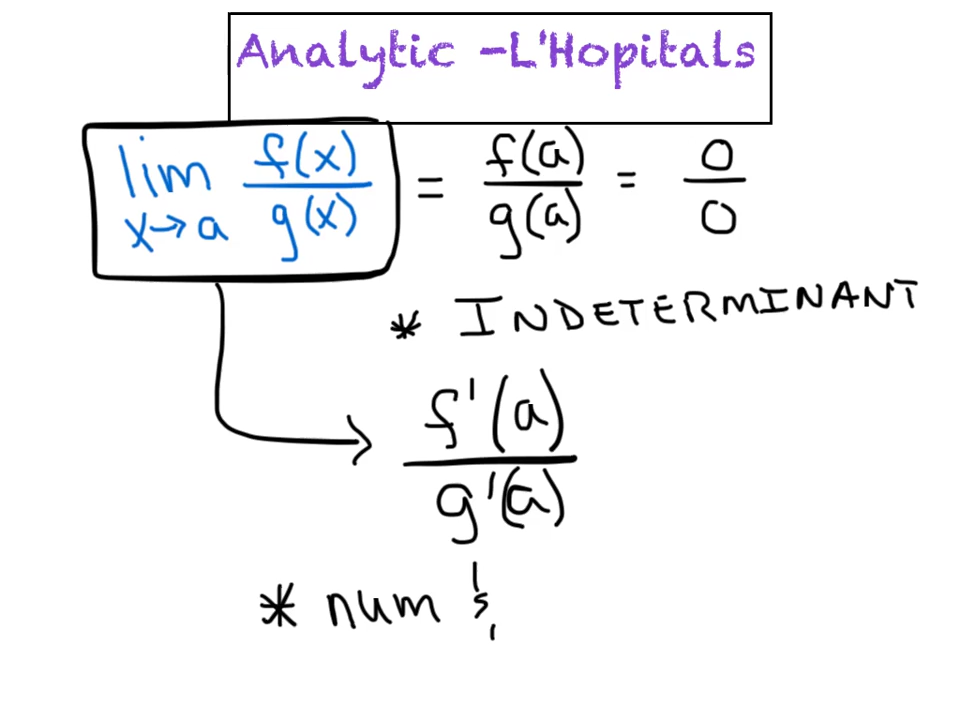 Analytic -L'Hopitals
lim x→a f(x)/g(x) = f(a)/g(a) = 0/0
* INDETERMINANT
f'(a)/g'(a)
* num